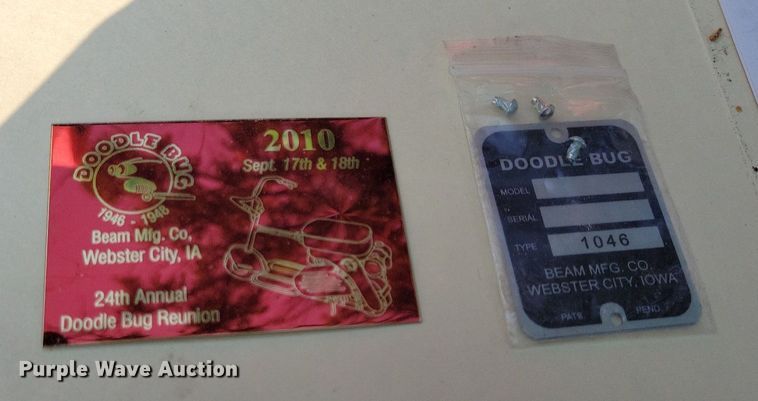 DOODLE BUG
1946 - 1948
Beam Mfg. Co,
Webster City, IA
24th Annual
Doodle Bug Reunion
2010
Sept. 17th & 18th
DOODLE BUG
MODEL
SERIAL
TYPE 1046
BEAM MFG. CO.
WEBSTER CITY, IOWA
PATS. PEND.
Purple Wave Auction